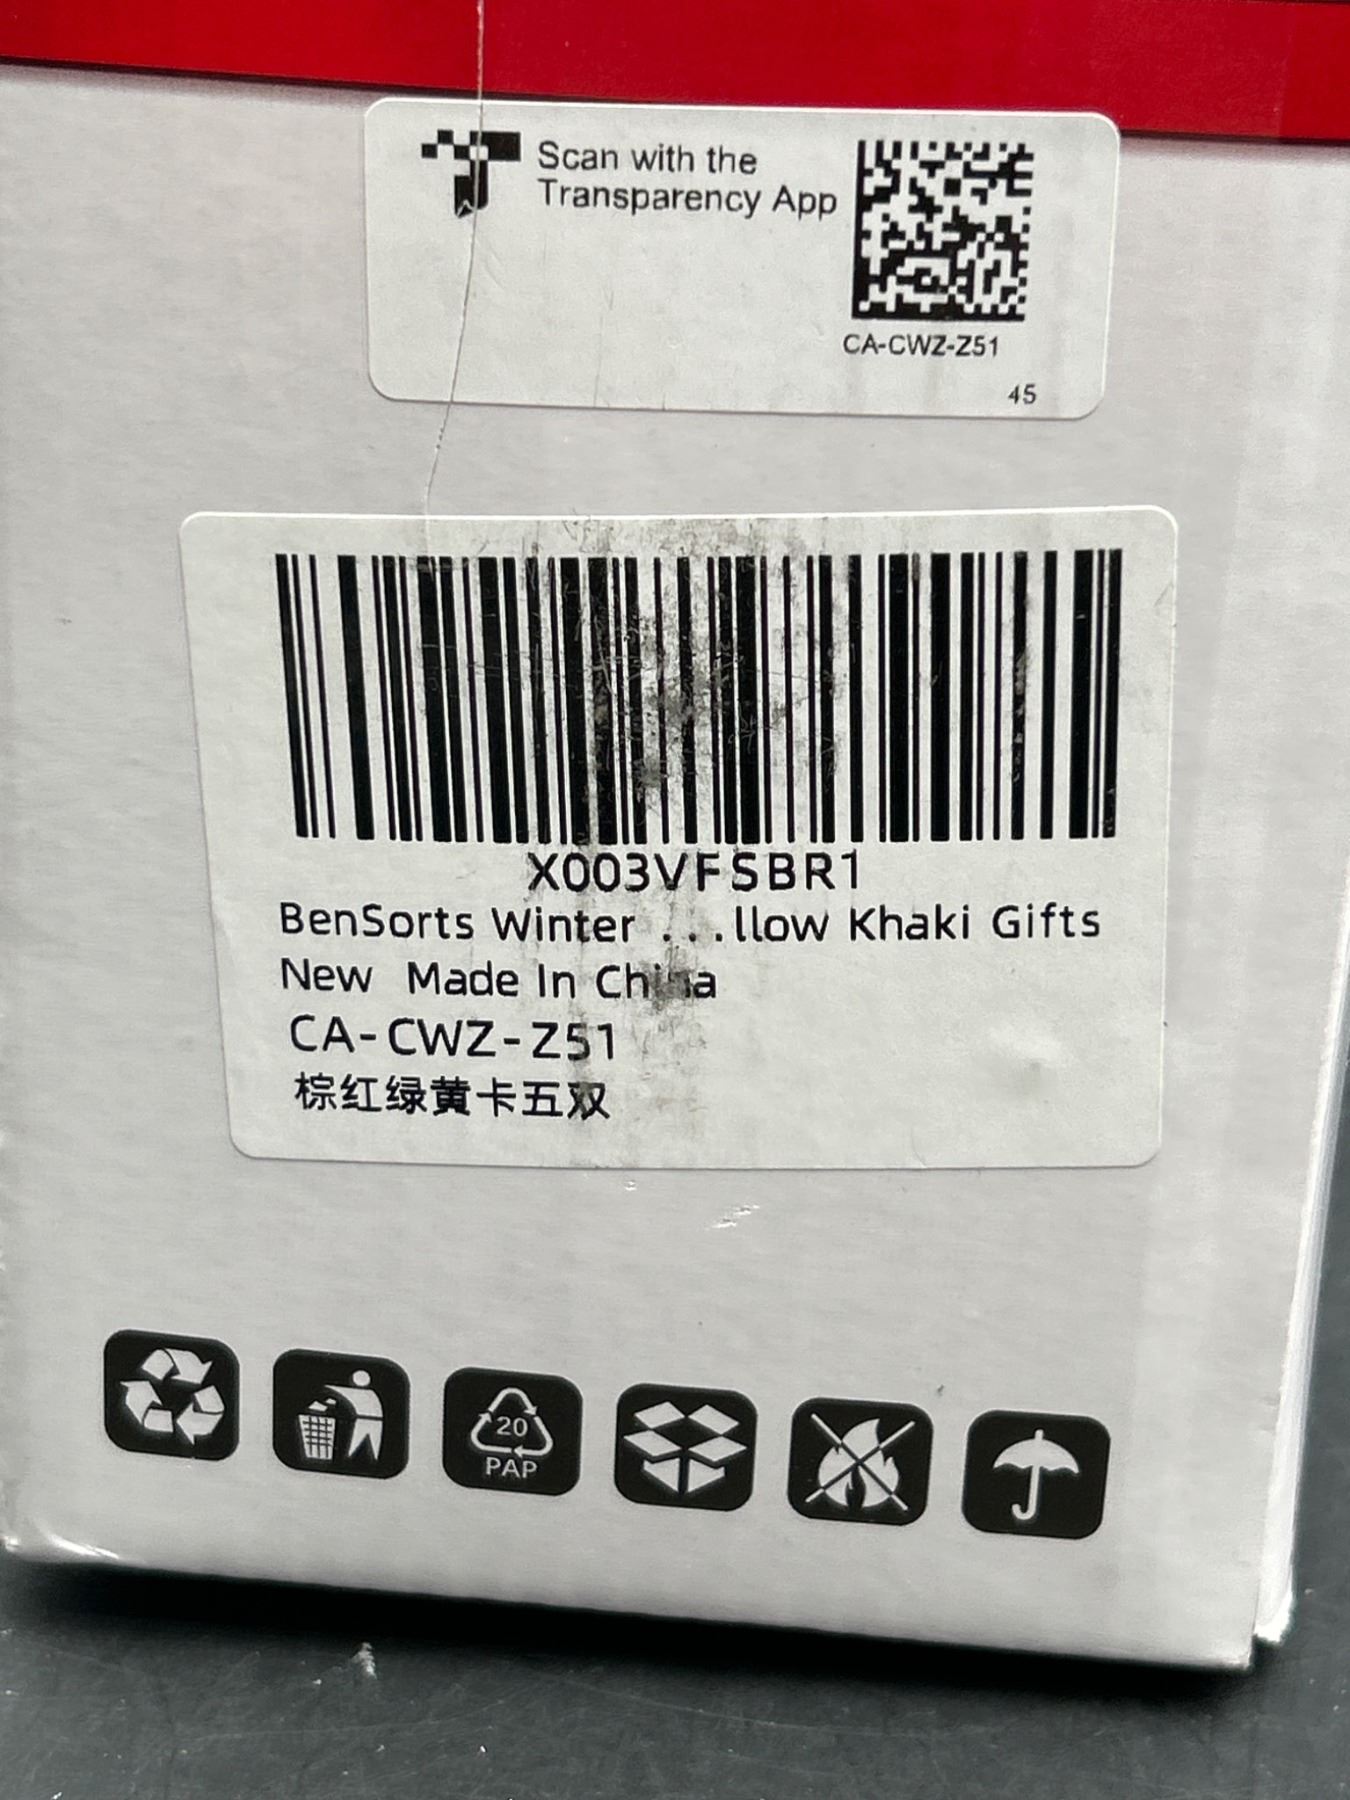 Scan with the
Transparency App
CA-CWZ-Z51
45
X003VFSBR1
BenSorts Winter ...llow Khaki Gifts
New Made In China
CA-CWZ-Z51
棕红绿黄卡五双
20
PAP